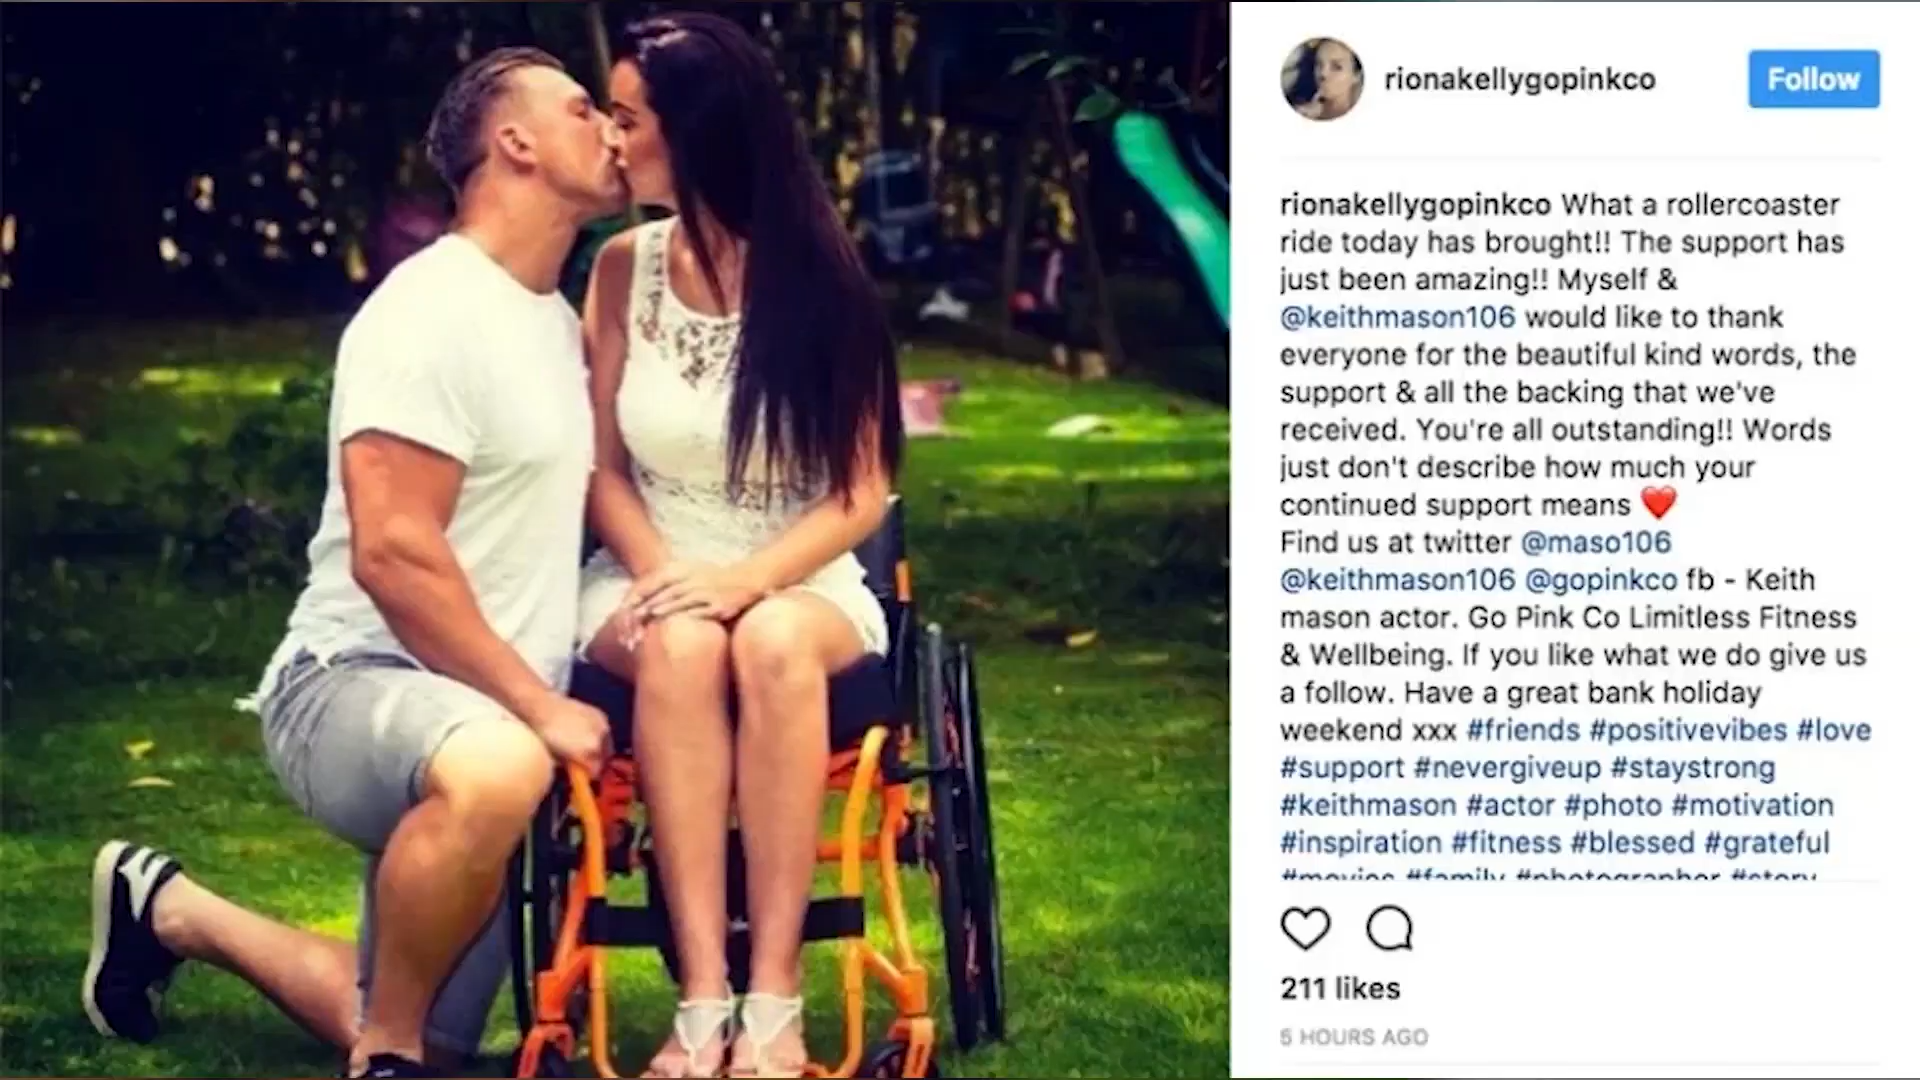 rionakellygopinkco
Follow
rionakellygopinkco What a rollercoaster
ride today has brought!! The support has
just been amazing!! Myself &
@keithmason106 would like to thank
everyone for the beautiful kind words, the
support & all the backing that we've
received. You're all outstanding!! Words
just don't describe how much your
continued support means ❤️
Find us at twitter @maso106
@keithmason106 @gopinkco fb - Keith
mason actor. Go Pink Co Limitless Fitness
& Wellbeing. If you like what we do give us
a follow. Have a great bank holiday
weekend xxx #friends #positivevibes #love
#support #nevergiveup #staystrong
#keithmason #actor #photo #motivation
#inspiration #fitness #blessed #grateful
#movies #family #photographer #story
211 likes
5 HOURS AGO